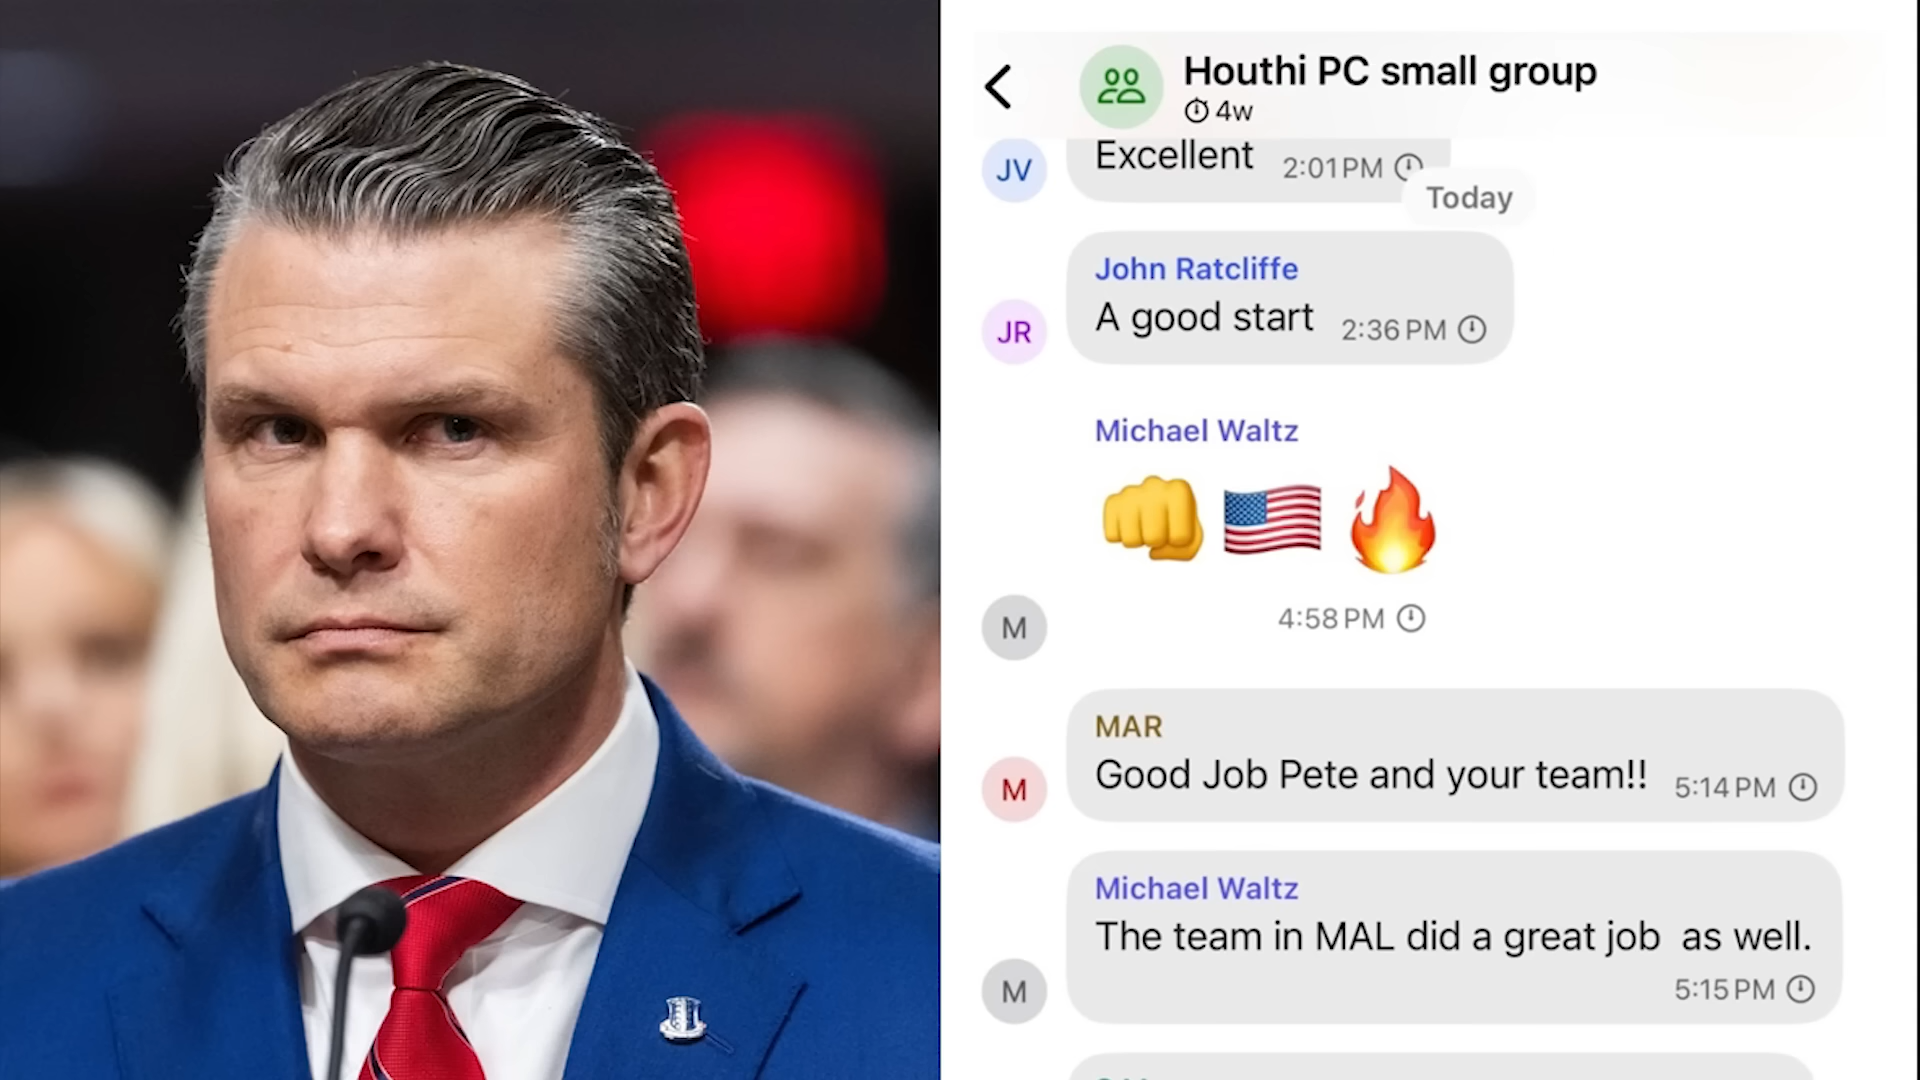 Houthi PC small group
4w
JV
Excellent 2:01 PM
Today
John Ratcliffe
JR
A good start 2:36 PM
Michael Waltz
4:58 PM
M
MAR
M
Good Job Pete and your team!! 5:14 PM
Michael Waltz
The team in MAL did a great job  as well.
M
5:15 PM